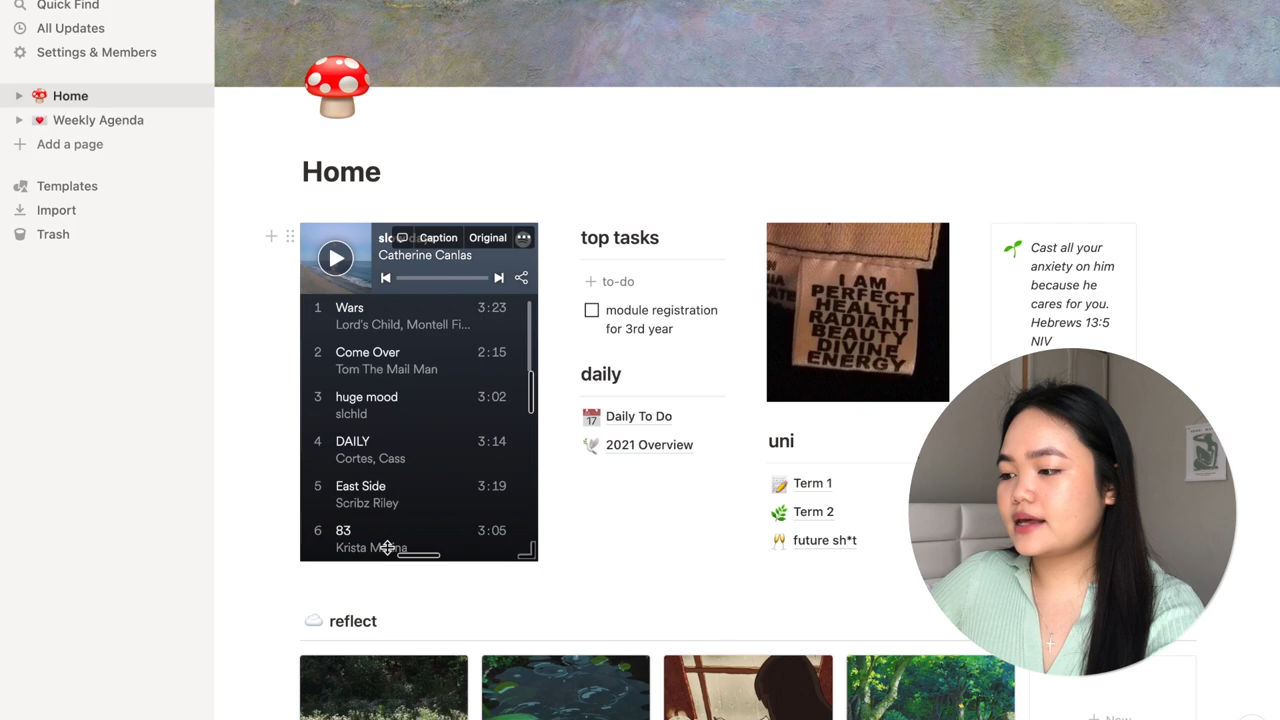 Quick Find
All Updates
Settings & Members
Home
Weekly Agenda
Add a page
Templates
Import
Trash
Home
Caption
Original
Catherine Canlas
1 Wars 3:23
Lord's Child, Montell Fi...
2 Come Over 2:15
Tom The Mail Man
3 huge mood 3:02
slchld
4 DAILY 3:14
Cortes, Cass
5 East Side 3:19
Scribz Riley
6 83 3:05
Krista
top tasks
to-do
module registration
for 3rd year
daily
17
Daily To Do
2021 Overview
I AM
PERFECT
HEALTH
RADIANT
BEAUTY
DIVINE
ENERGY
uni
Term 1
Term 2
future sh*t
Cast all your
anxiety on him
because he
cares for you.
Hebrews 13:5
NIV
reflect
New